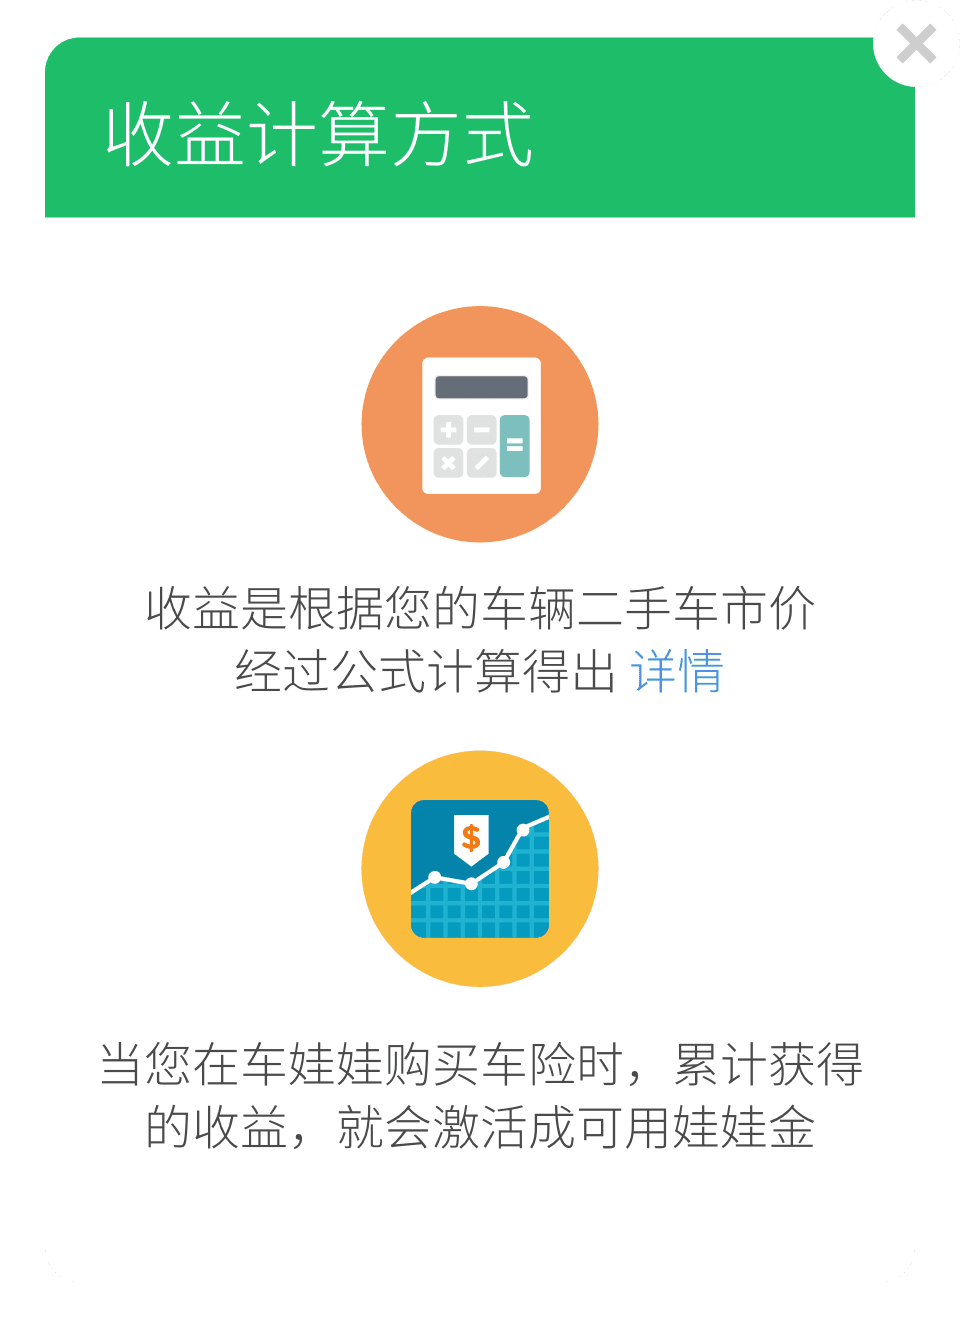 收益计算方式
收益是根据您的车辆二手车市价
经过公式计算得出 详情
$
当您在车娃娃购买车险时，累计获得
的收益，就会激活成可用娃娃金